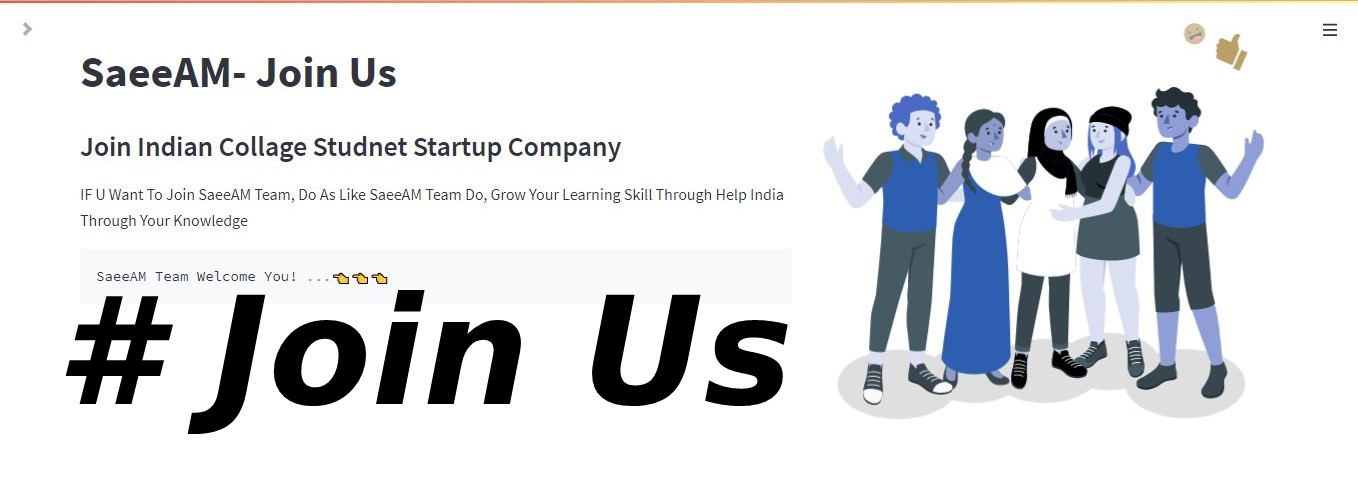 SaeeAM- Join Us
Join Indian Collage Studnet Startup Company
IF U Want To Join SaeeAM Team, Do As Like SaeeAM Team Do, Grow Your Learning Skill Through Help India
Through Your Knowledge
SaeeAM Team Welcome You! ...👈👈👈
# Join Us